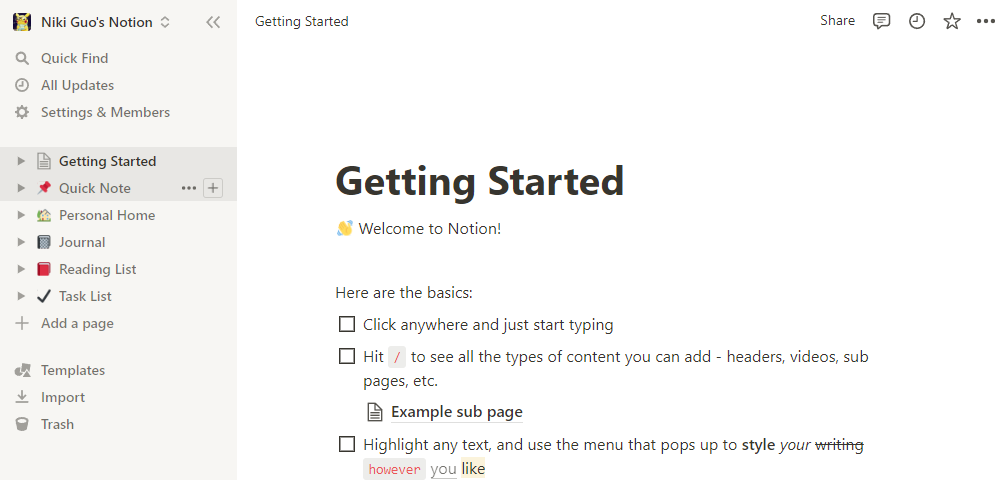 Niki Guo's Notion
Quick Find
All Updates
Settings & Members
Getting Started
Quick Note
Personal Home
Journal
Reading List
Task List
Add a page
Templates
Import
Trash
Getting Started
Share
Getting Started
Welcome to Notion!
Here are the basics:
Click anywhere and just start typing
Hit / to see all the types of content you can add - headers, videos, sub
pages, etc.
Example sub page
Highlight any text, and use the menu that pops up to style your writing
however you like